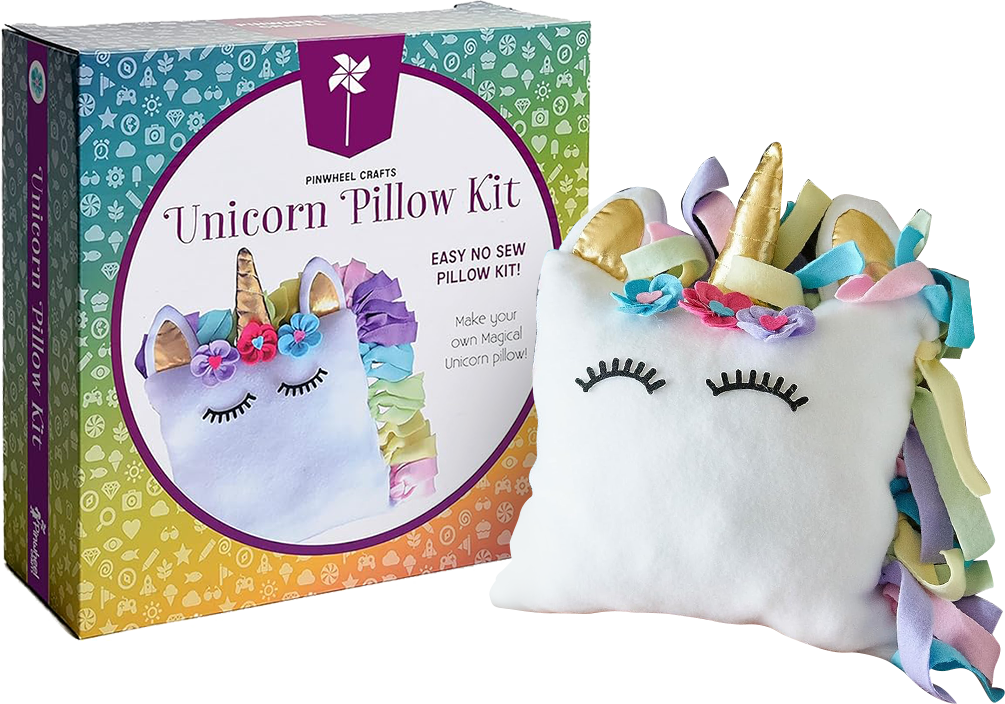 PINWHEEL CRAFTS
Unicorn Pillow Kit
EASY NO SEW
PILLOW KIT!
Make your
own Magical
Unicorn pillow!
Unicorn Pillow Kit
Pinwheel